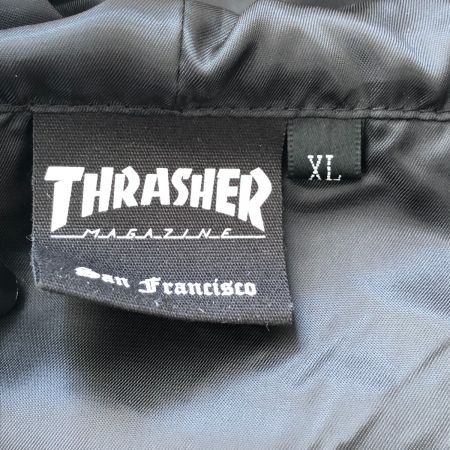 THRASHER
MAGAZINE
San Francisco
XL